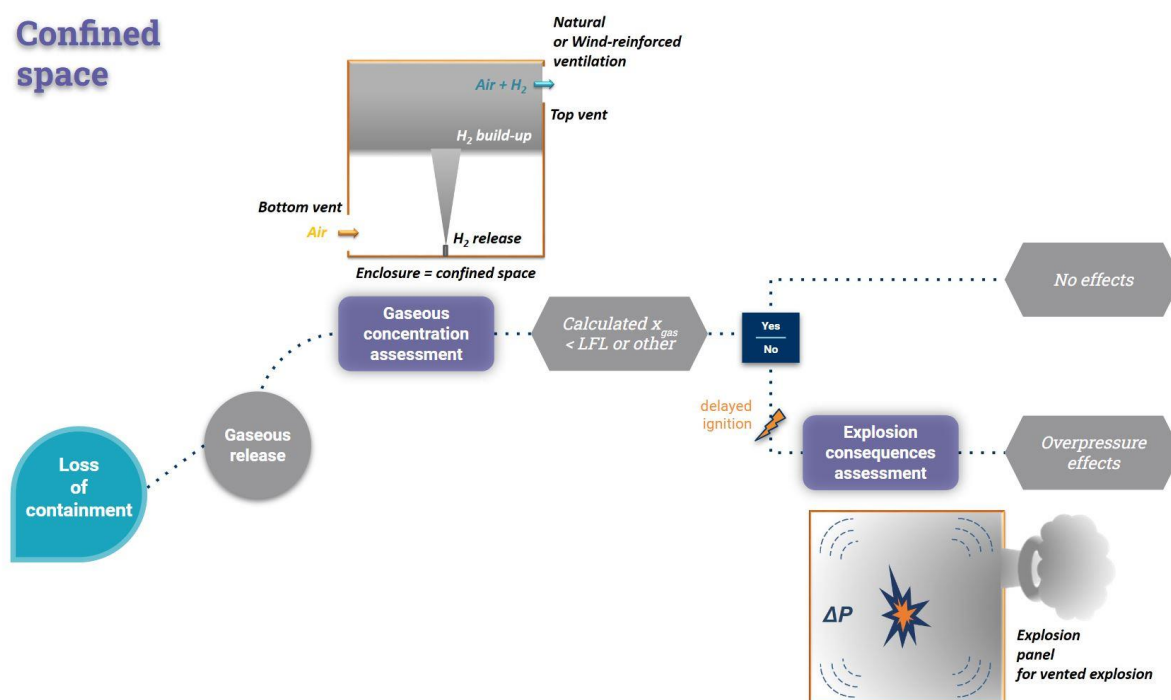 Confined
space
Natural
or Wind-reinforced
ventilation
Air + H₂
Top vent
H₂ build-up
Bottom vent
Air
H₂ release
Enclosure = confined space
Gaseous
concentration
assessment
Calculated x_gas
< LFL or other
Yes
No
No effects
Loss
of
containment
Gaseous
release
delayed
ignition
Explosion
consequences
assessment
Overpressure
effects
ΔP
Explosion
panel
for vented explosion